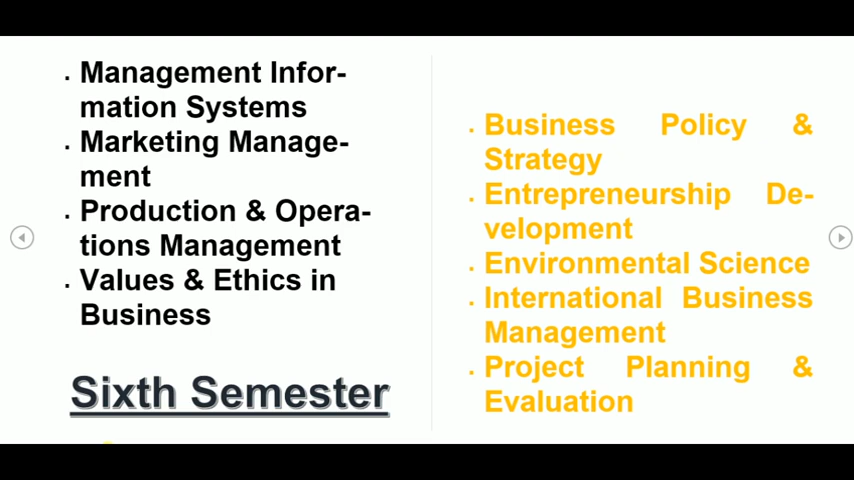 . Management Infor-
mation Systems
. Marketing Manage-
ment
. Production & Opera-
tions Management
. Values & Ethics in
Business
Sixth Semester
. Business Policy &
Strategy
. Entrepreneurship De-
velopment
. Environmental Science
. International Business
Management
. Project Planning &
Evaluation